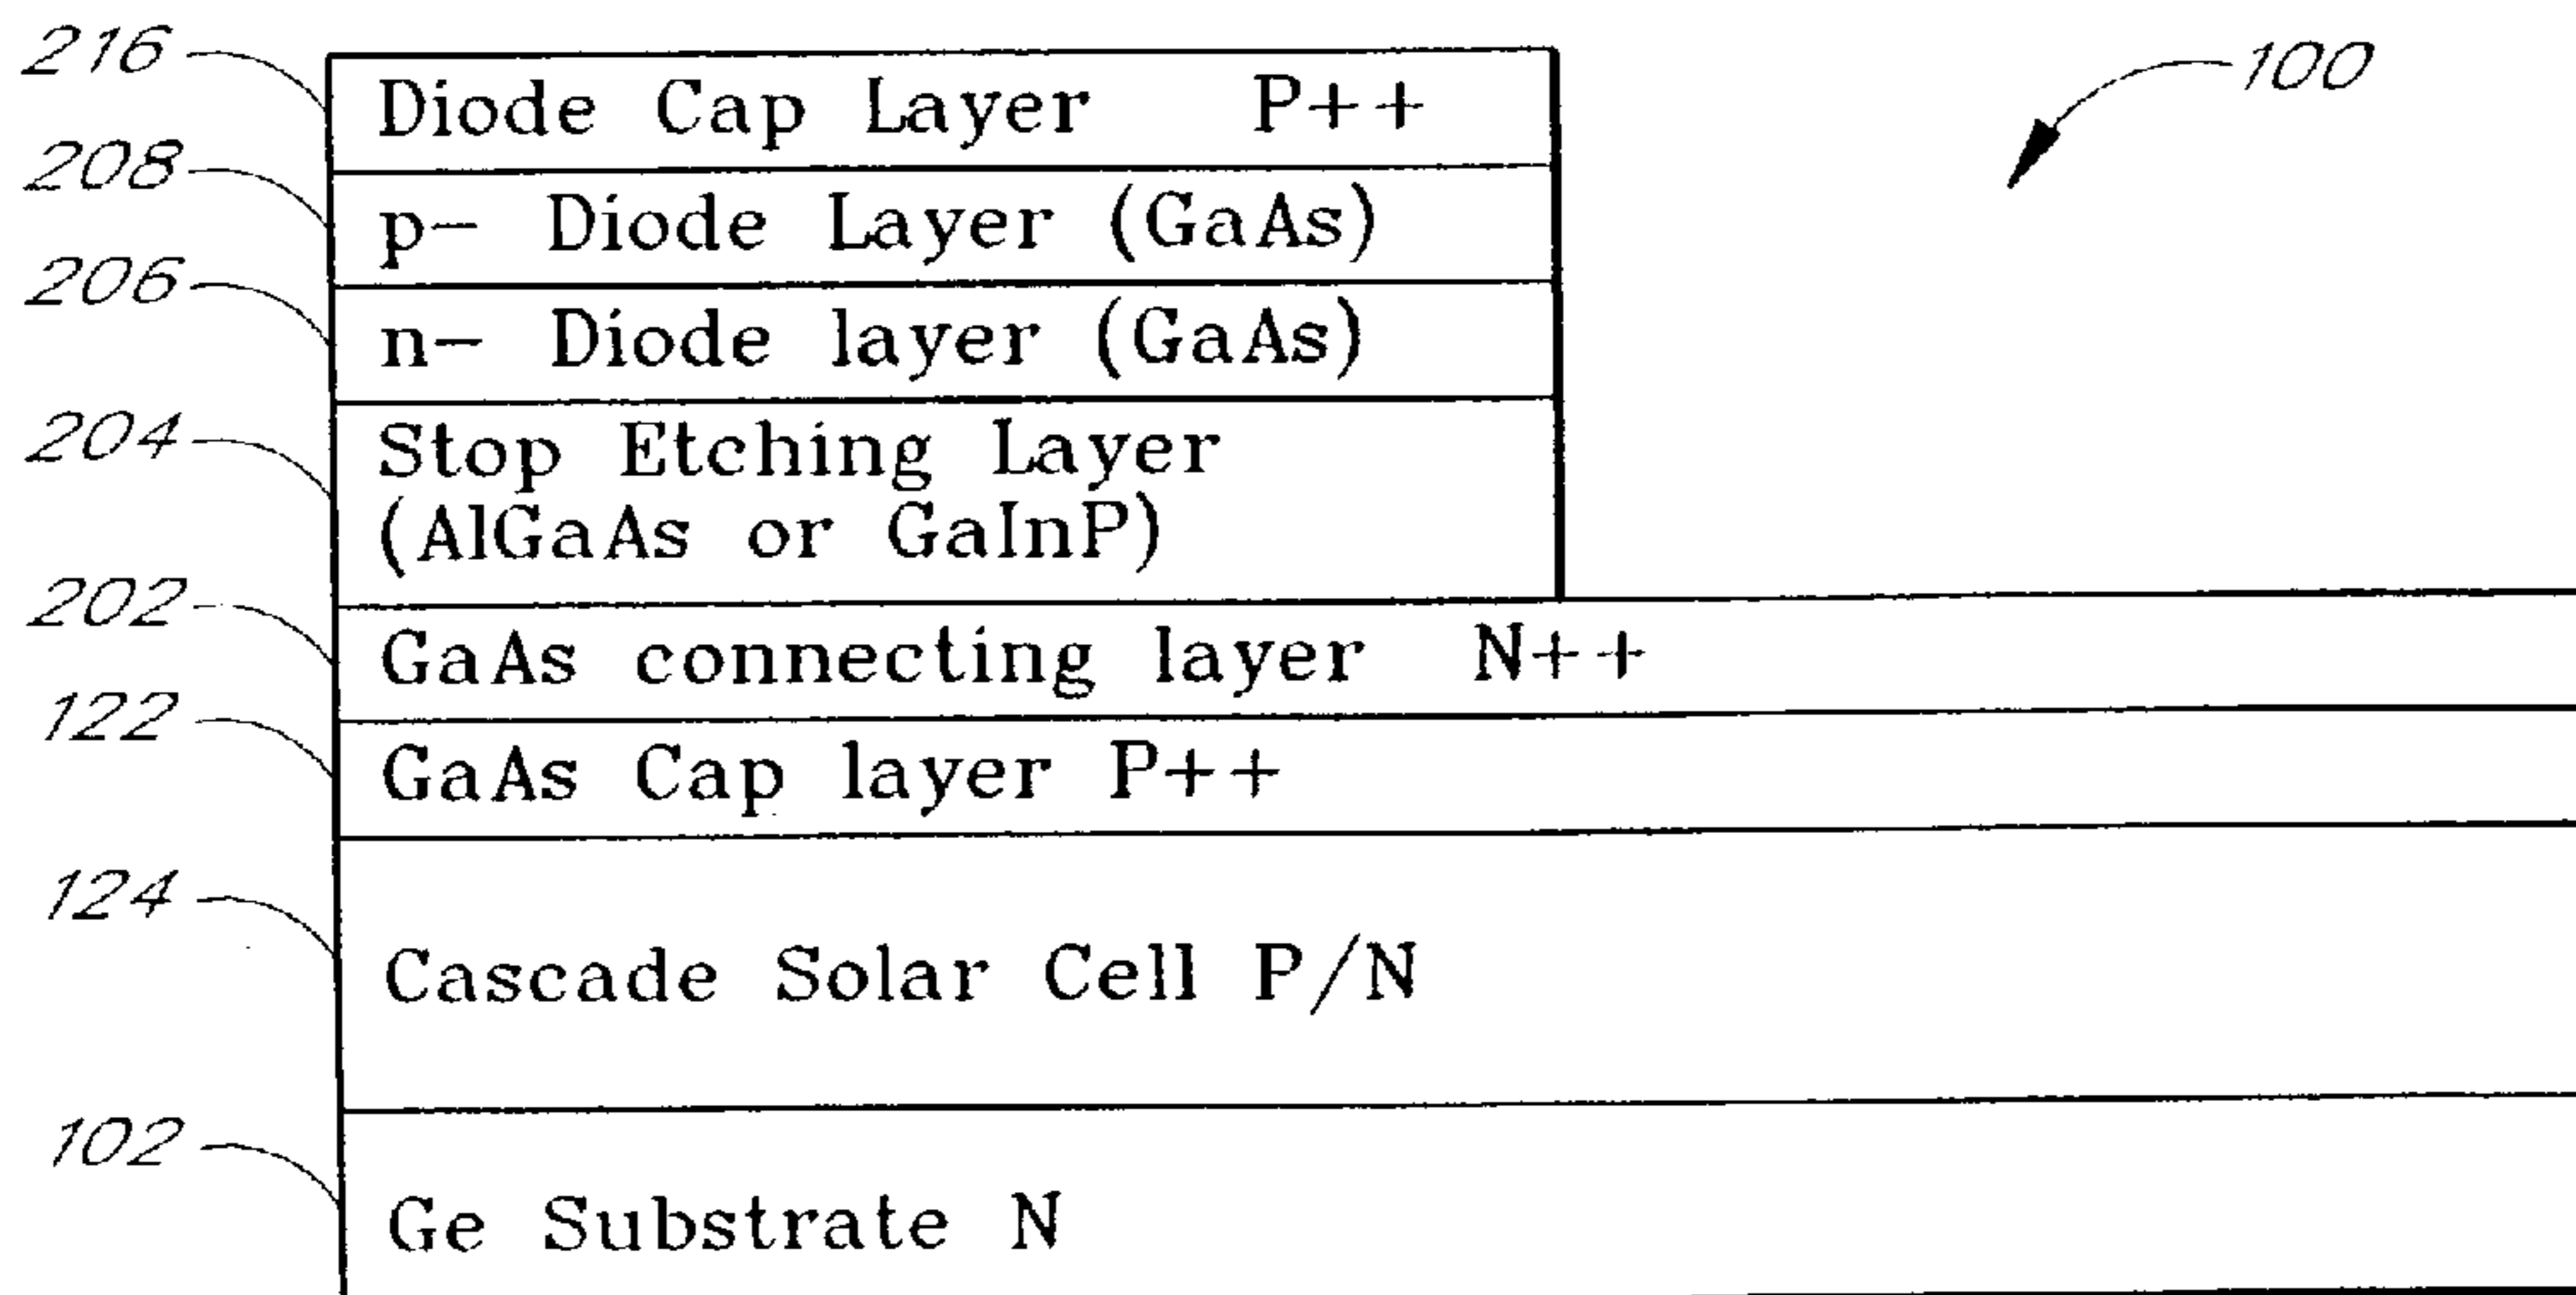 216
Diode Cap Layer P++
100
208
p- Diode Layer (GaAs)
206
n- Diode layer (GaAs)
204
Stop Etching Layer
(AlGaAs or GaInP)
202
GaAs connecting layer N++
122
GaAs Cap layer P++
124
Cascade Solar Cell P/N
102
Ge Substrate N